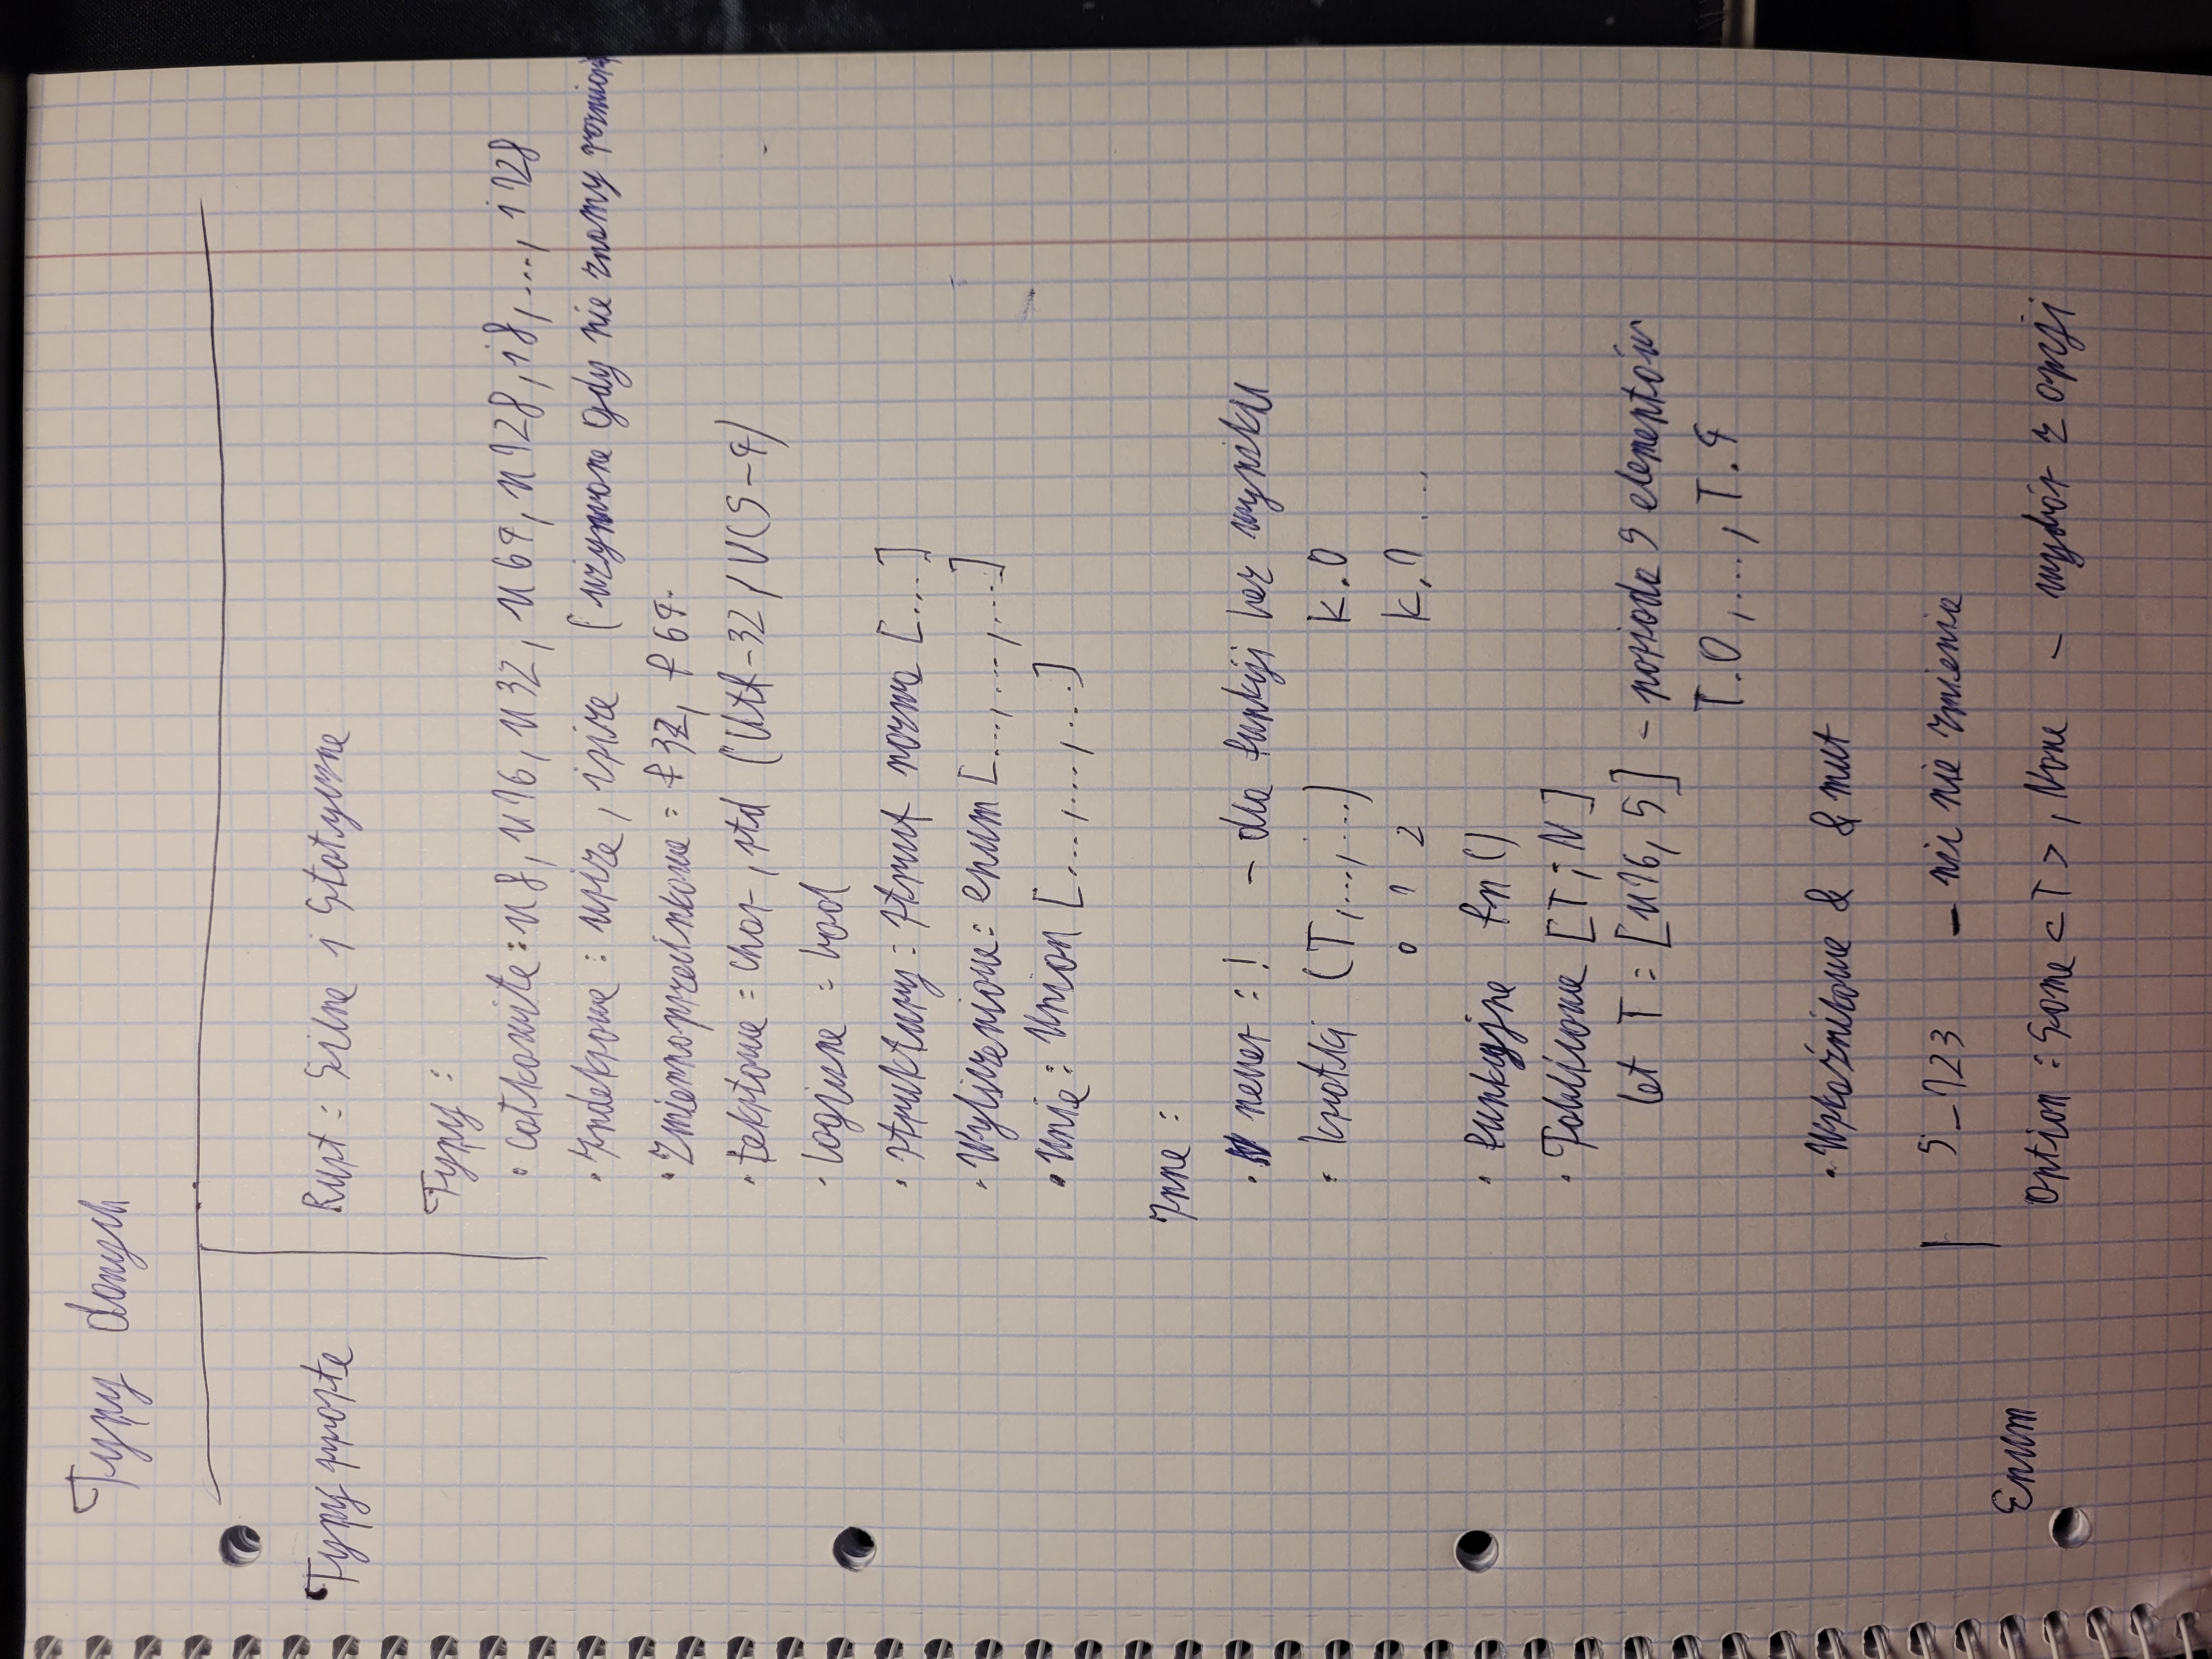 Typy danych
Typy proste
Rust: Silne i Statyczne
Typy:
• całkowite: u8, u16, u32, u64, u128, i8, ..., i128
• Indeksowe: usize, isize (używane gdy nie znamy rozmiaru
• Zmiennoprzecinkowe: f32, f64
• tekstowe: char, std (Utf-32/UCS-4)
• logiczne: bool
• struktury: struct nazwa [...]
• Wyliczeniowe: enum [...,...,...]
• Unie: Union [...,...,...]
Inne:
• never: ! - dla funkcji bez wyniku
• krotki (T,...,...) K.0
0 1 2 K.1 ...
• funkcyjne fn()
• Tablicowe [T;N]
let T = [u16, 5] - posiada 5 elementów
T.0,...,T.4
• Wskaźnikowe & &mut
5_123 - nic nie zmienia
Enum
Option: Some<T>, None - wybór z opcji